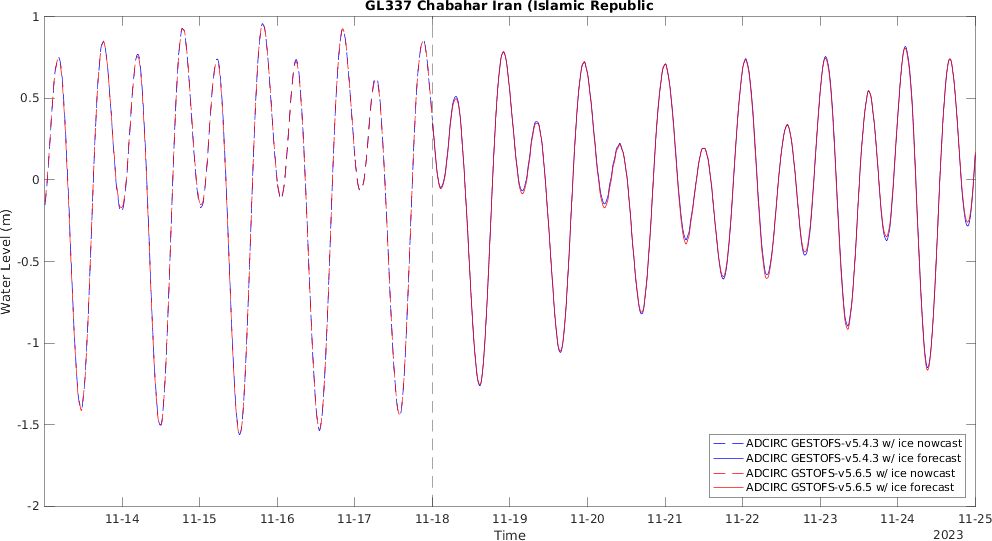 GL337 Chabahar Iran (Islamic Republic
1
0.5
0
-0.5
-1
-1.5
-2
Water Level (m)
ADCIRC GESTOFS-v5.4.3 w/ ice nowcast
ADCIRC GESTOFS-v5.4.3 w/ ice forecast
ADCIRC GSTOFS-v5.6.5 w/ ice nowcast
ADCIRC GSTOFS-v5.6.5 w/ ice forecast
11-14 11-15 11-16 11-17 11-18 11-19 11-20 11-21 11-22 11-23 11-24 11-25
Time
2023